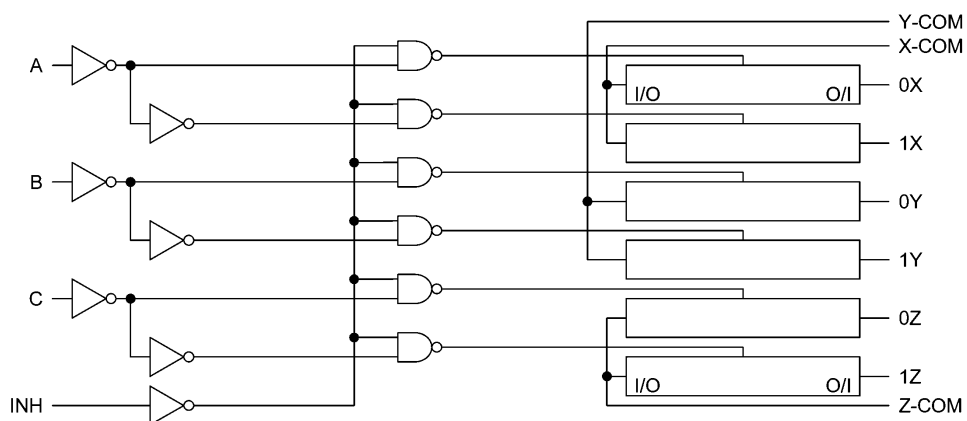 Y-COM
X-COM
A
0X
I/O O/I
1X
B
0Y
1Y
C
0Z
1Z
I/O O/I
INH
Z-COM